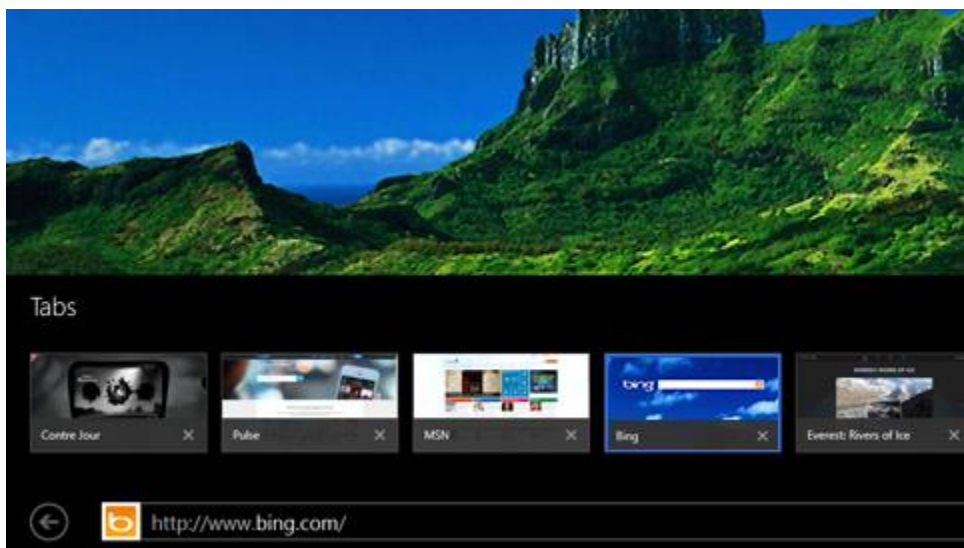 Tabs
bing
Contre Jour
Pulse
MSN
Bing
Everest: Rivers of Ice
http://www.bing.com/